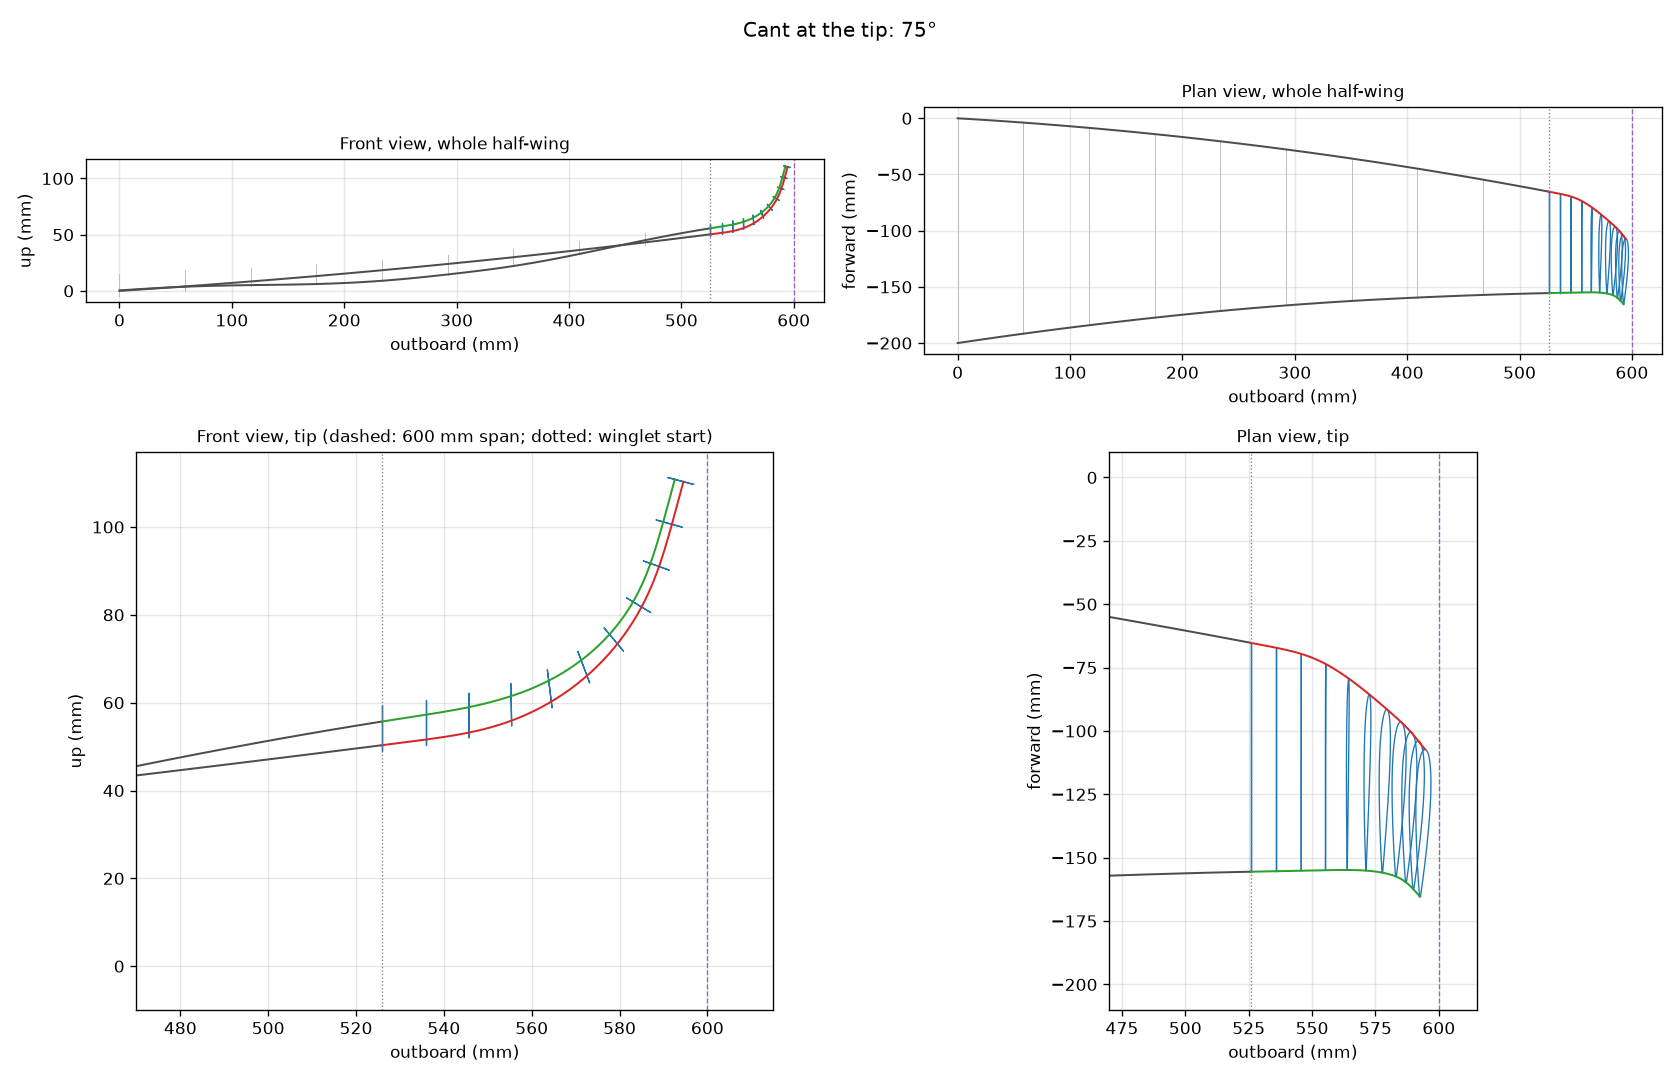 Cant at the tip: 75°
Front view, whole half-wing
up (mm)
100
50
0
0 100 200 300 400 500 600
outboard (mm)
Plan view, whole half-wing
forward (mm)
0
−50
−100
−150
−200
0 100 200 300 400 500 600
outboard (mm)
Front view, tip (dashed: 600 mm span; dotted: winglet start)
up (mm)
100
80
60
40
20
0
480 500 520 540 560 580 600
outboard (mm)
Plan view, tip
forward (mm)
0
−25
−50
−75
−100
−125
−150
−175
−200
475 500 525 550 575 600
outboard (mm)